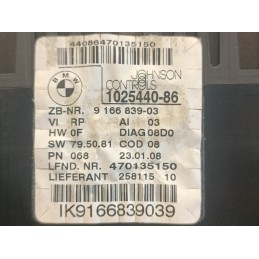 44086470135150
BMW
JOHNSON
CONTROLS
1025440-86
ZB-NR. 9 166 839-03
VI RP AI 03
HW 0F DIAG 08D0
SW 79.50.81 COD 08
PN 068 23.01.08
LFND. NR. 470135150
LIEFERANT 258115 10
IK9166839039